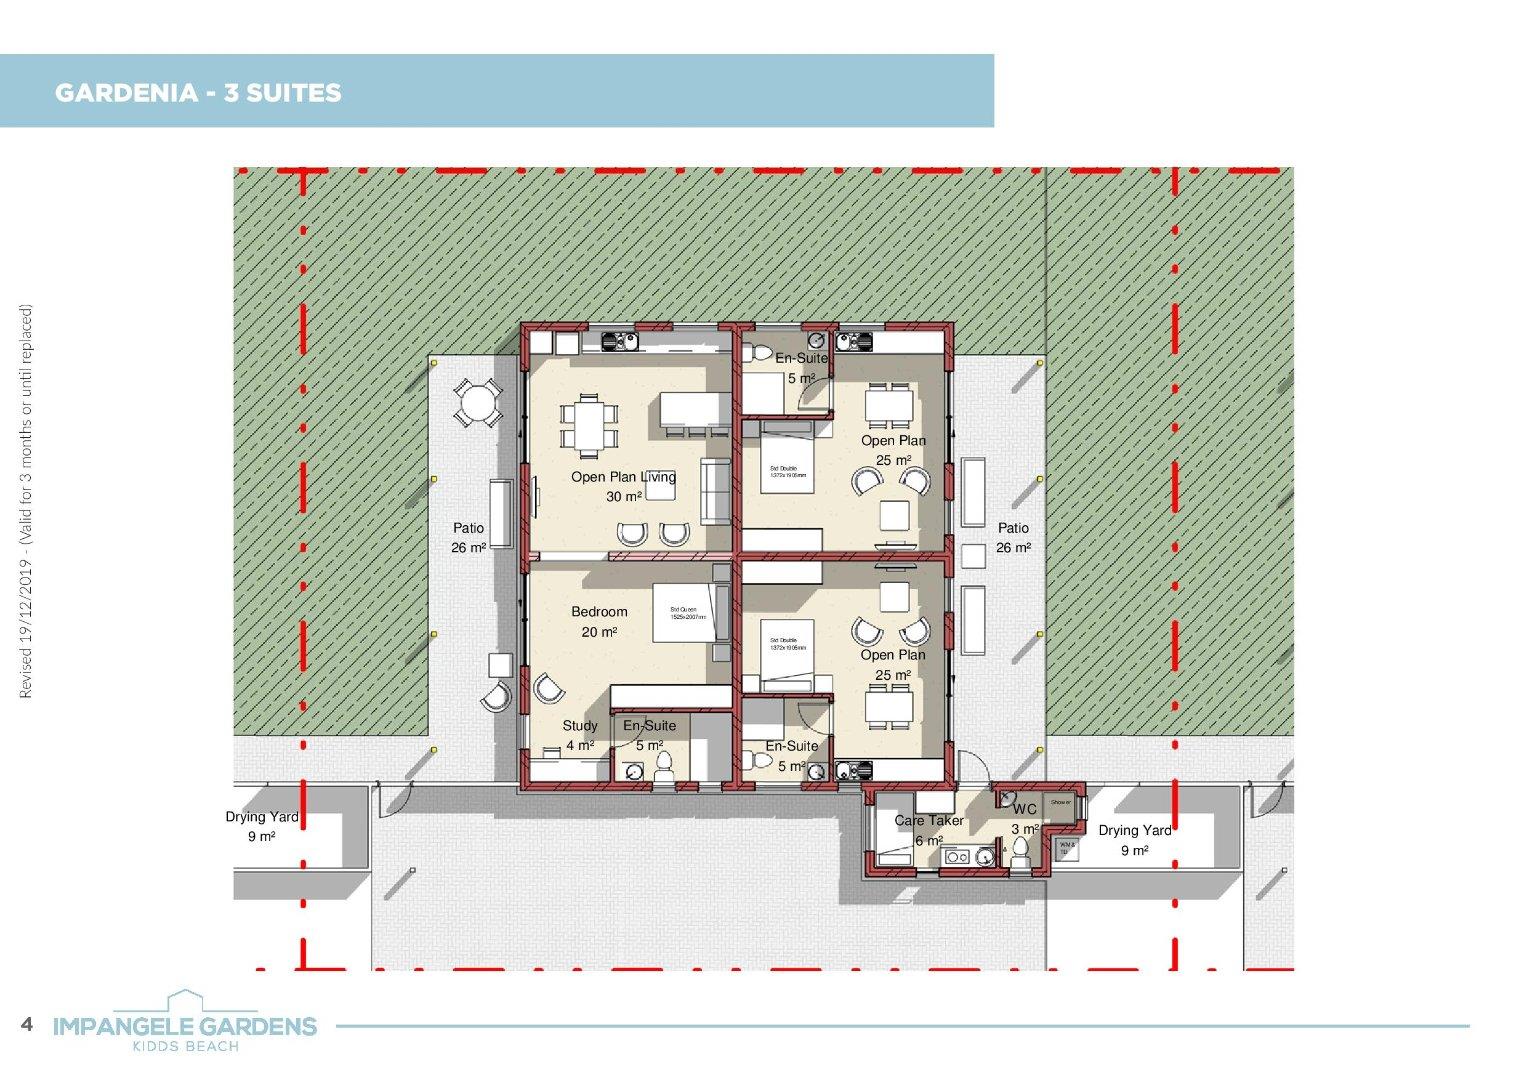 GARDENIA - 3 SUITES
Revised 19/12/2019 - (Valid for 3 months or until replaced)
En-Suite
5 m²
Open Plan
25 m²
Open Plan Living
30 m²
Std Double
1372x1905mm
Patio
26 m²
Patio
26 m²
Bedroom
20 m²
Std Queen
1525x2007mm
Std Double
1372x1905mm
Open Plan
25 m²
Study
4 m²
En-Suite
5 m²
En-Suite
5 m²
Drying Yard
9 m²
Care Taker
6 m²
WC
3 m²
Shower
WM &
TD
Drying Yard
9 m²
4
IMPANGELE GARDENS
KIDDS BEACH